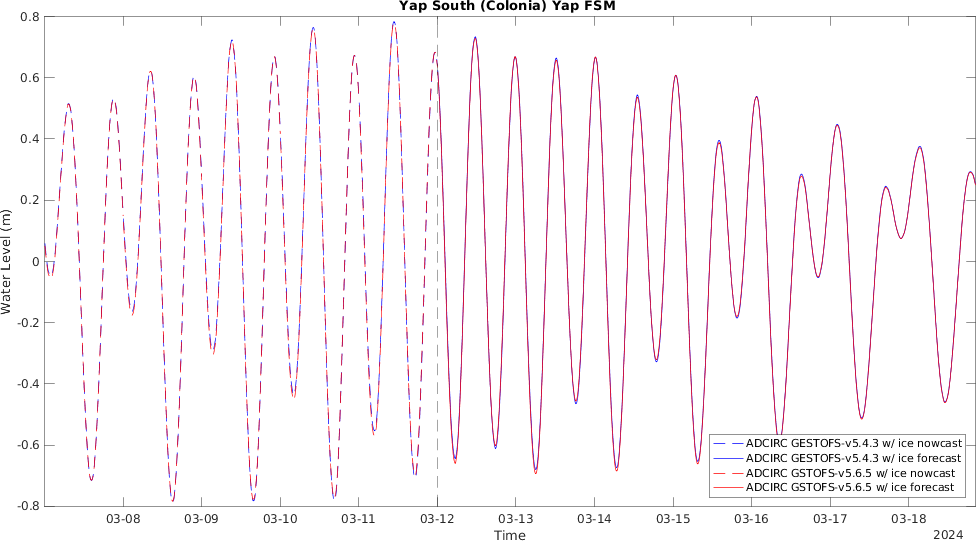 Yap South (Colonia) Yap FSM
0.8
0.6
0.4
0.2
0
-0.2
-0.4
-0.6
-0.8
Water Level (m)
03-08 03-09 03-10 03-11 03-12 03-13 03-14 03-15 03-16 03-17 03-18
Time
2024
ADCIRC GESTOFS-v5.4.3 w/ ice nowcast
ADCIRC GESTOFS-v5.4.3 w/ ice forecast
ADCIRC GSTOFS-v5.6.5 w/ ice nowcast
ADCIRC GSTOFS-v5.6.5 w/ ice forecast